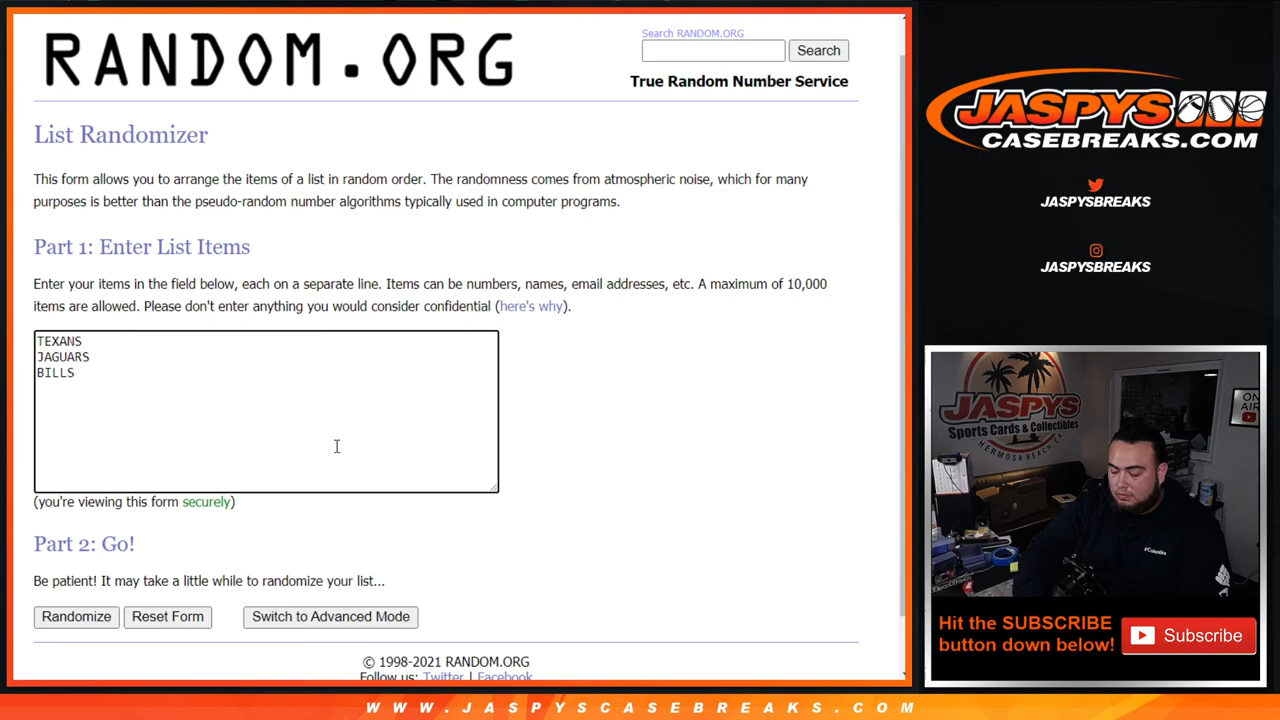 RANDOM.ORG
Search RANDOM.ORG
Search
True Random Number Service
List Randomizer
This form allows you to arrange the items of a list in random order. The randomness comes from atmospheric noise, which for many
purposes is better than the pseudo-random number algorithms typically used in computer programs.
Part 1: Enter List Items
Enter your items in the field below, each on a separate line. Items can be numbers, names, email addresses, etc. A maximum of 10,000
items are allowed. Please don't enter anything you would consider confidential (here's why).
TEXANS
JAGUARS
BILLS
(you're viewing this form securely)
Part 2: Go!
Be patient! It may take a little while to randomize your list...
Randomize Reset Form Switch to Advanced Mode
© 1998-2021 RANDOM.ORG
Follow us: Twitter | Facebook
JASPYS
CASEBREAKS.COM
JASPYSBREAKS
JASPYSBREAKS
JASPYS
Sports Cards & Collectibles
HERMOSA BEACH, CA
ON
AIR
Columbia
Hit the SUBSCRIBE
button down below!
Subscribe
WWW.JASPYSCASEBREAKS.COM